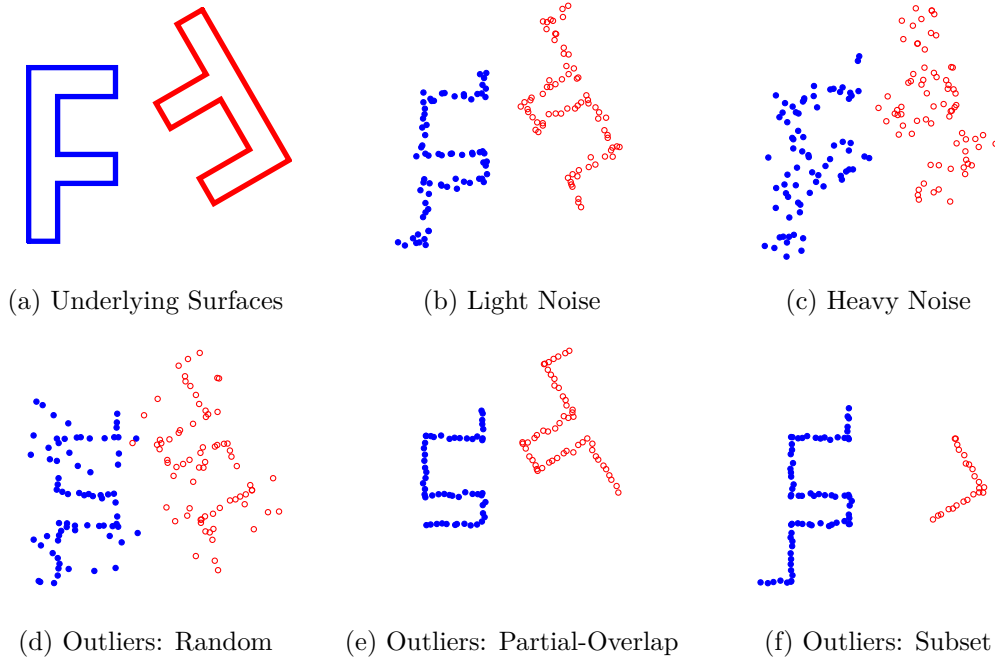 (a) Underlying Surfaces
(b) Light Noise
(c) Heavy Noise
(d) Outliers: Random
(e) Outliers: Partial-Overlap
(f) Outliers: Subset